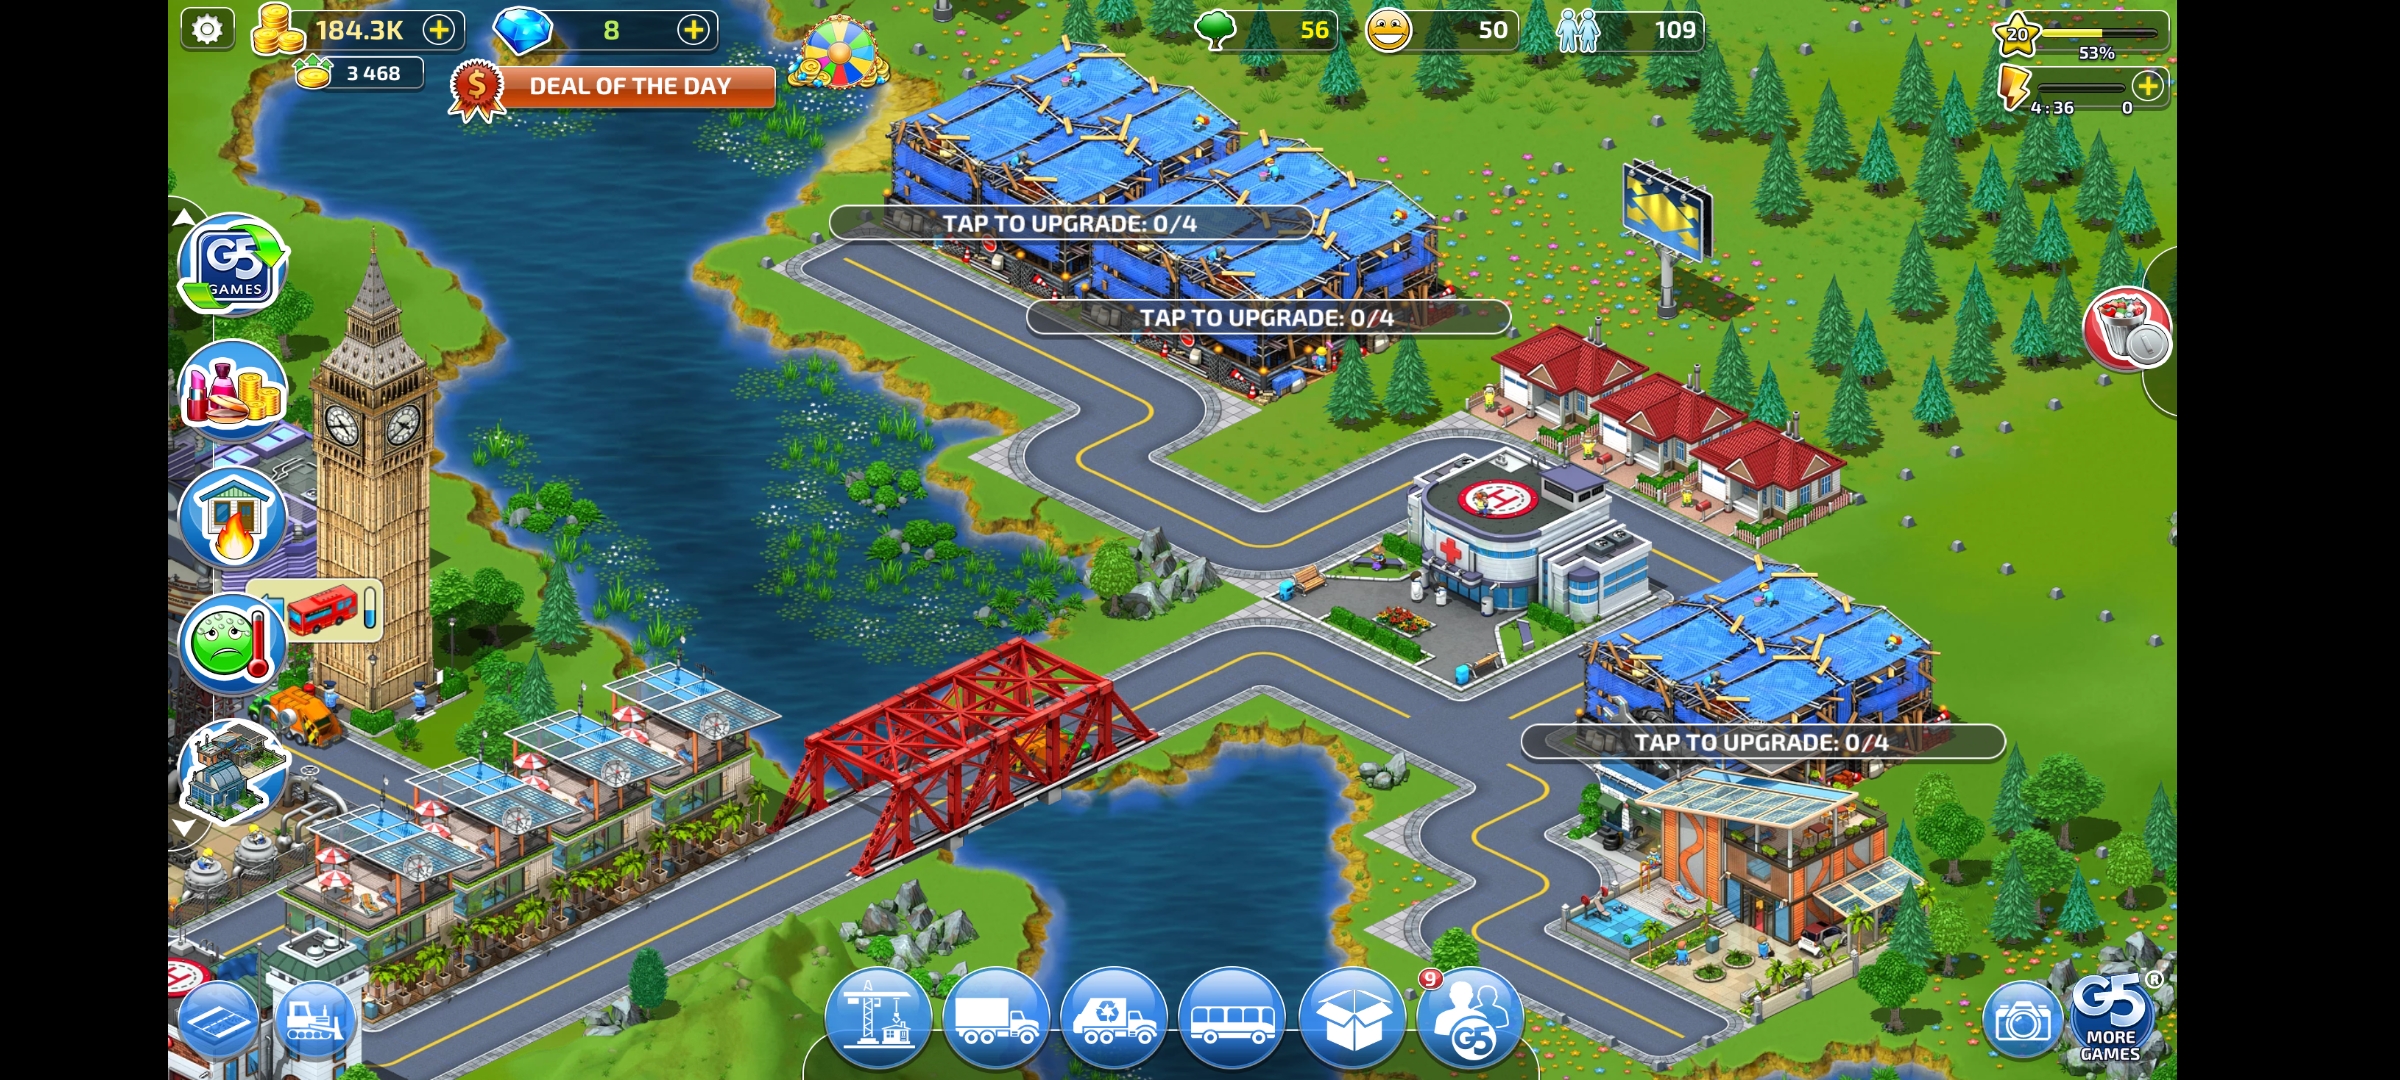 184.3K
8
3 468
DEAL OF THE DAY
56
50
109
20
53%
4:36
0
TAP TO UPGRADE: 0/4
TAP TO UPGRADE: 0/4
TAP TO UPGRADE: 0/4
G5
GAMES
H
H
9
G5
G5®
MORE
GAMES